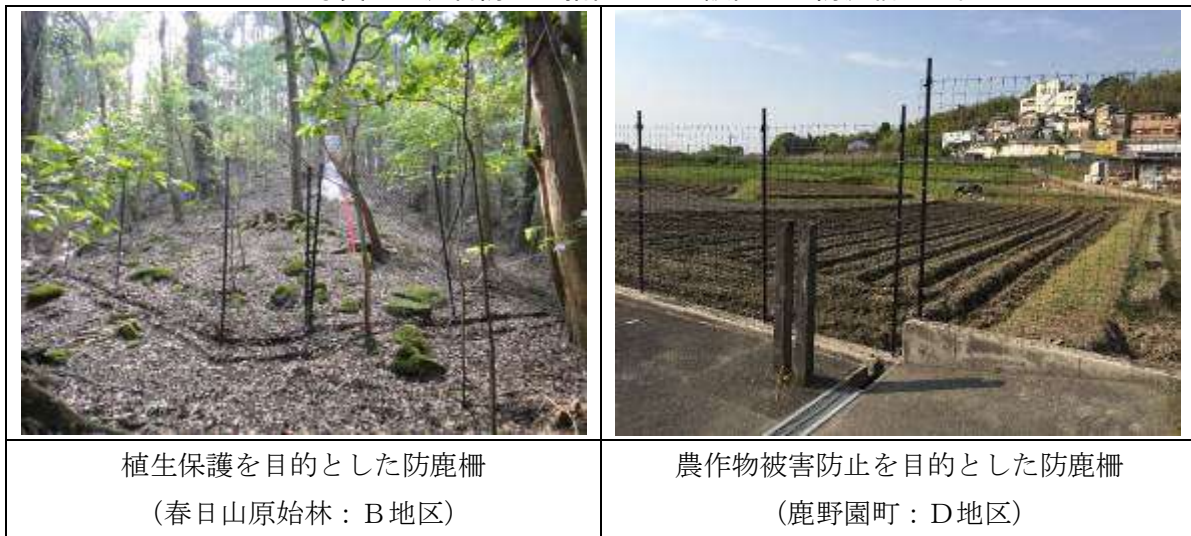 植生保護を目的とした防鹿柵
（春日山原始林：Ｂ地区）
農作物被害防止を目的とした防鹿柵
（鹿野園町：Ｄ地区）